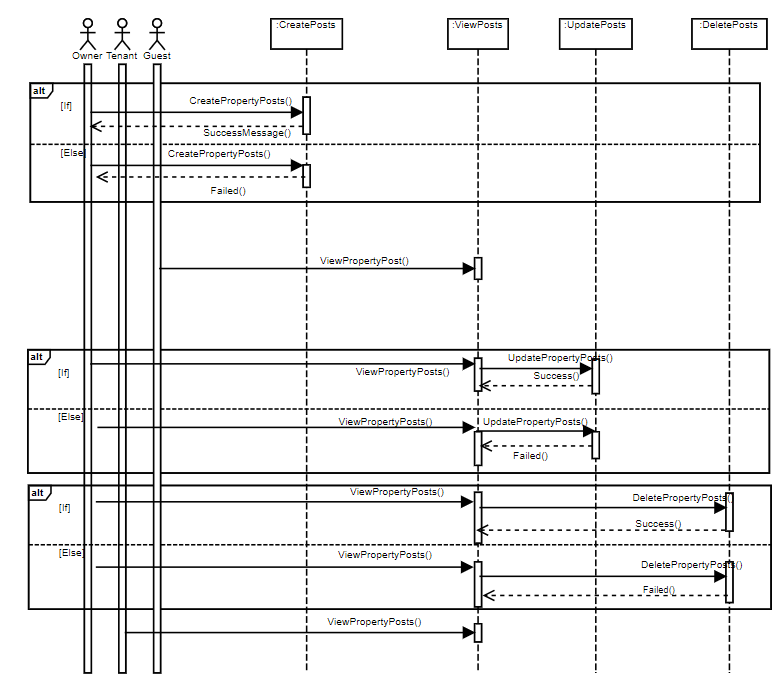 :CreatePosts
:ViewPosts
:UpdatePosts
:DeletePosts
Owner
Tenant
Guest
alt
[If]
CreatePropertyPosts()
SuccessMessage()
[Else]
CreatePropertyPosts()
Failed()
ViewPropertyPost()
alt
[If]
ViewPropertyPosts()
UpdatePropertyPosts()
Success()
[Else]
ViewPropertyPosts()
UpdatePropertyPosts()
Failed()
alt
[If]
ViewPropertyPosts()
DeletePropertyPosts()
Success()
[Else]
ViewPropertyPosts()
DeletePropertyPosts()
Failed()
ViewPropertyPosts()